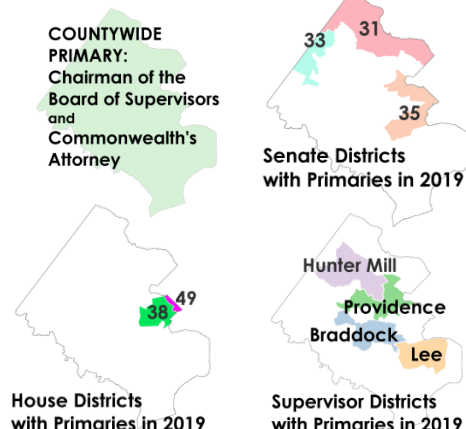 COUNTYWIDE
PRIMARY:
Chairman of the
Board of Supervisors
and
Commonwealth's
Attorney
33
31
35
Senate Districts
with Primaries in 2019
49
38
House Districts
with Primaries in 2019
Hunter Mill
Providence
Braddock
Lee
Supervisor Districts
with Primaries in 2019